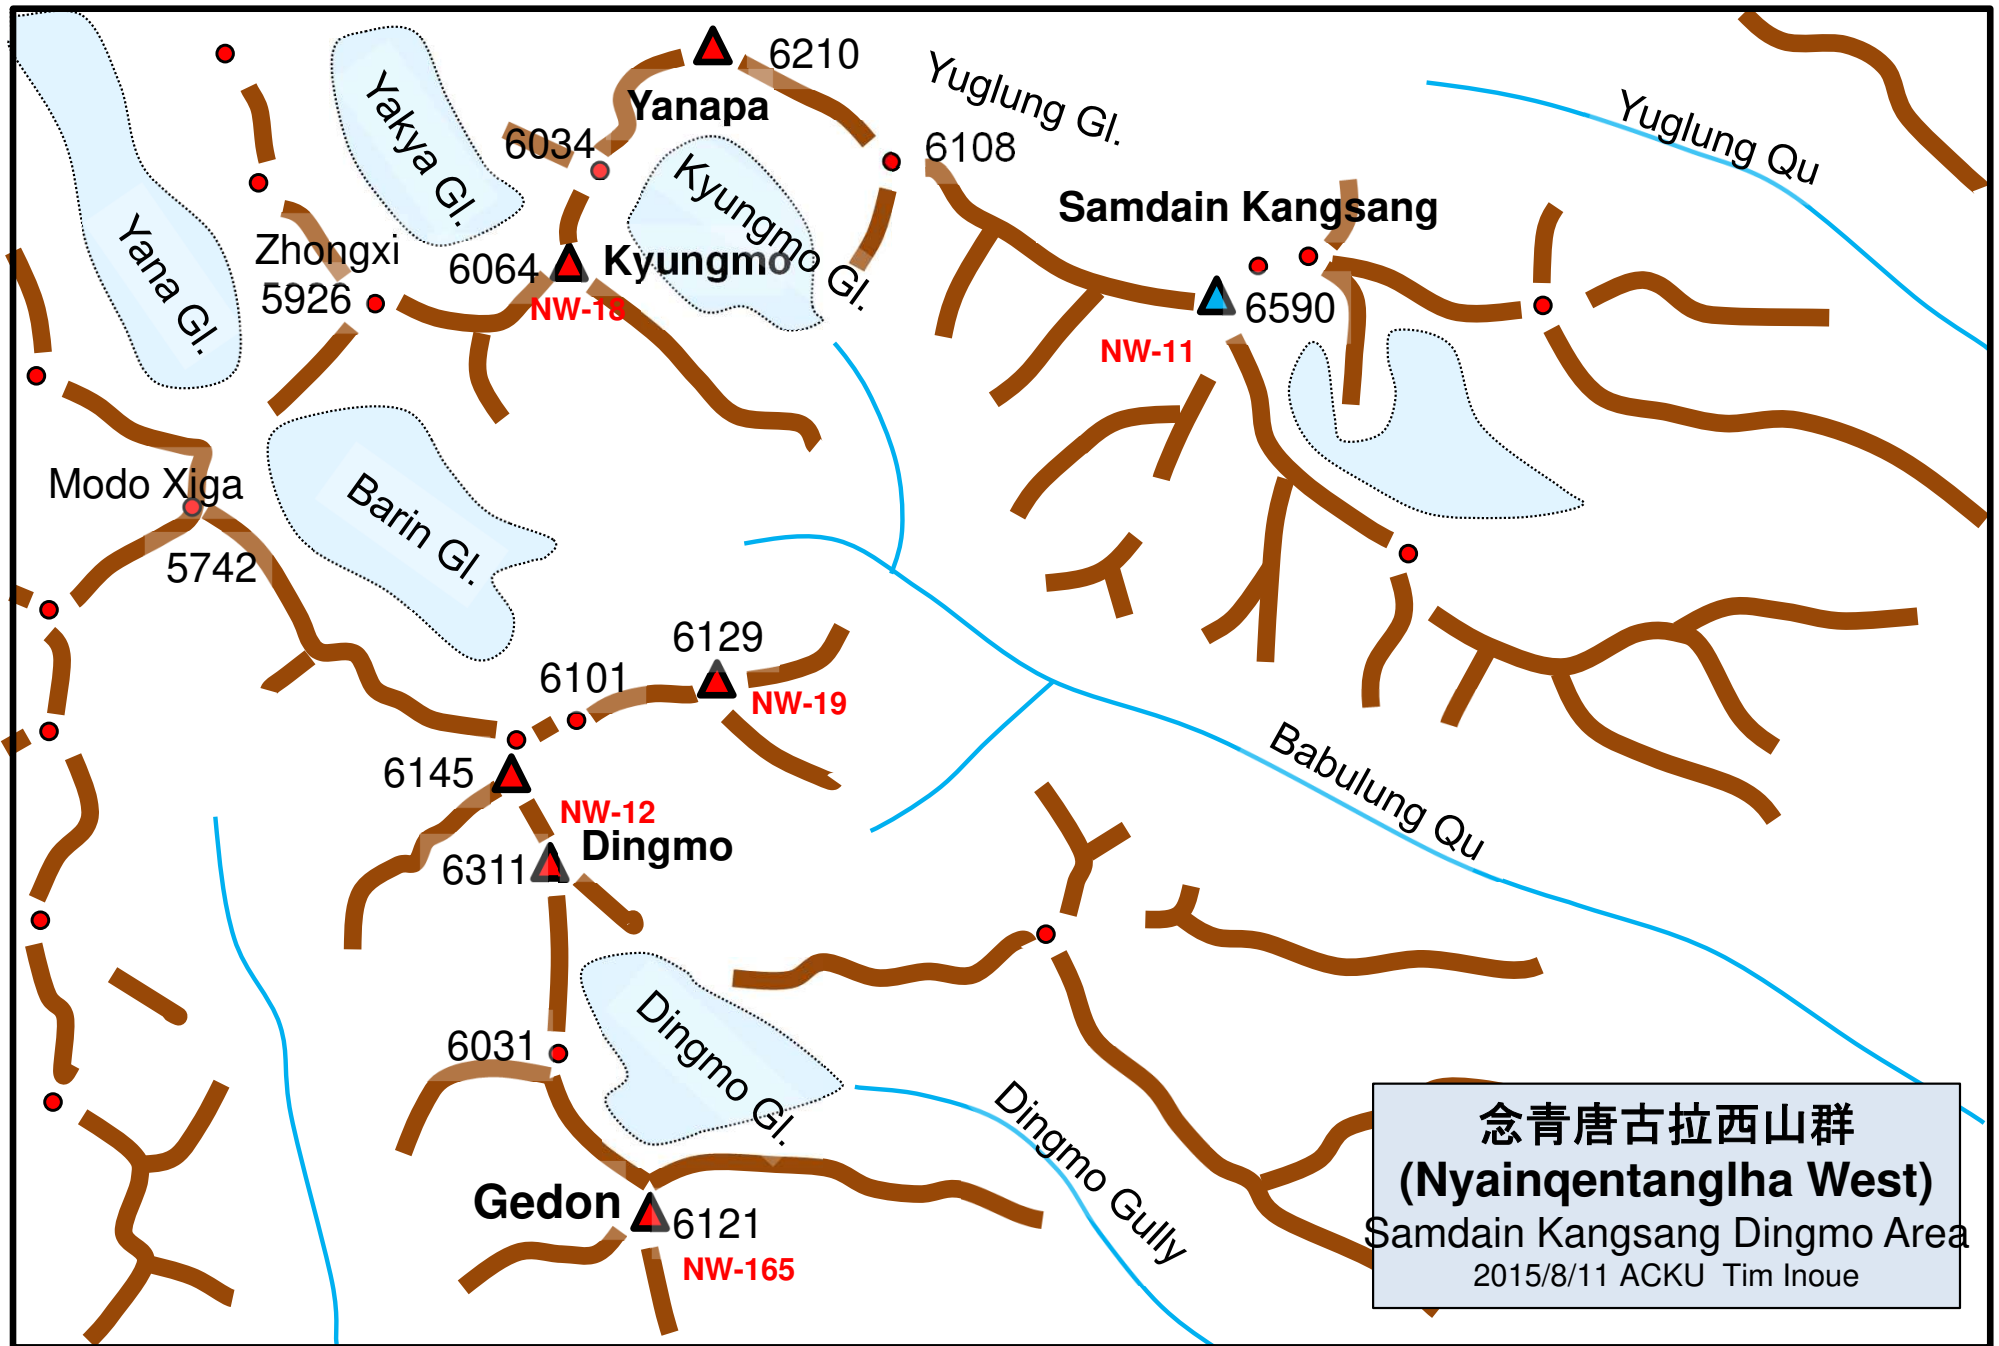 6210
Yanapa
Yuglung Gl.
Yuglung Qu
Yakya Gl.
6034
6108
Kyungmo Gl.
Samdain Kangsang
Yana Gl.
Zhongxi
5926
6064
Kyungmo
NW-18
6590
NW-11
Modo Xiga
5742
Barin Gl.
6129
6101
NW-19
6145
NW-12
Dingmo
6311
Babulung Qu
6031
Dingmo Gl.
Dingmo Gully
Gedon
6121
NW-165
念青唐古拉西山群
(Nyainqentanglha West)
Samdain Kangsang Dingmo Area
2015/8/11 ACKU Tim Inoue